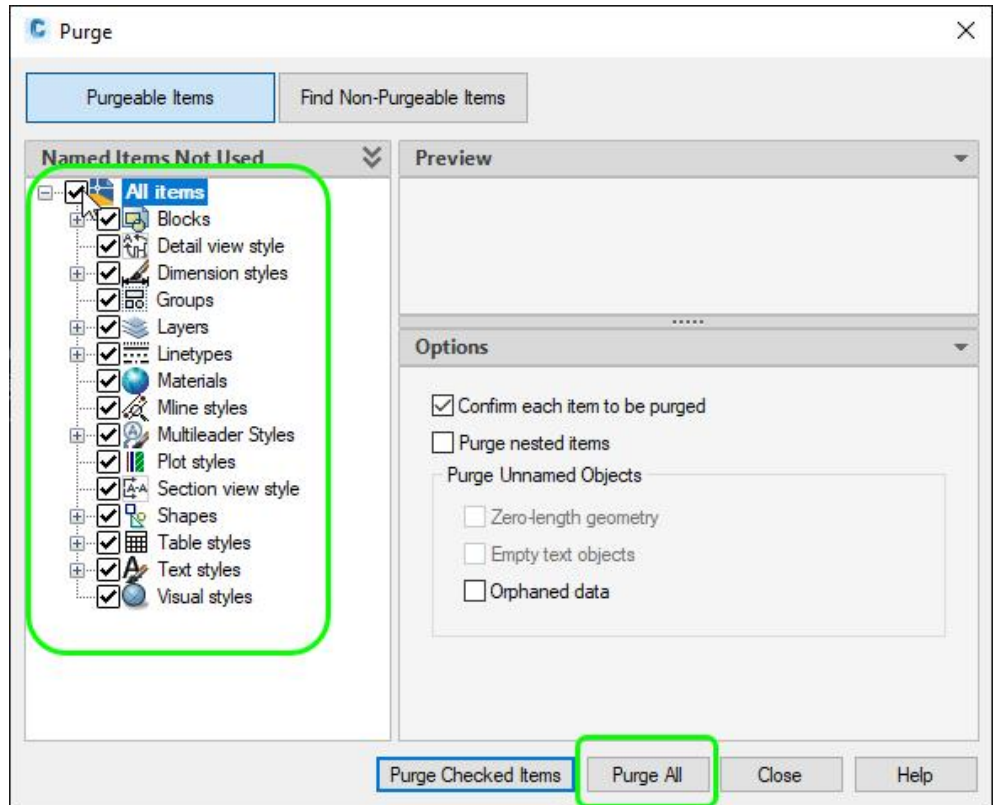 Purge
Purgeable Items
Find Non-Purgeable Items
Named Items Not Used
All items
Blocks
Detail view style
Dimension styles
Groups
Layers
Linetypes
Materials
Mline styles
Multileader Styles
Plot styles
Section view style
Shapes
Table styles
Text styles
Visual styles
Preview
Options
Confirm each item to be purged
Purge nested items
Purge Unnamed Objects
Zero-length geometry
Empty text objects
Orphaned data
Purge Checked Items
Purge All
Close
Help